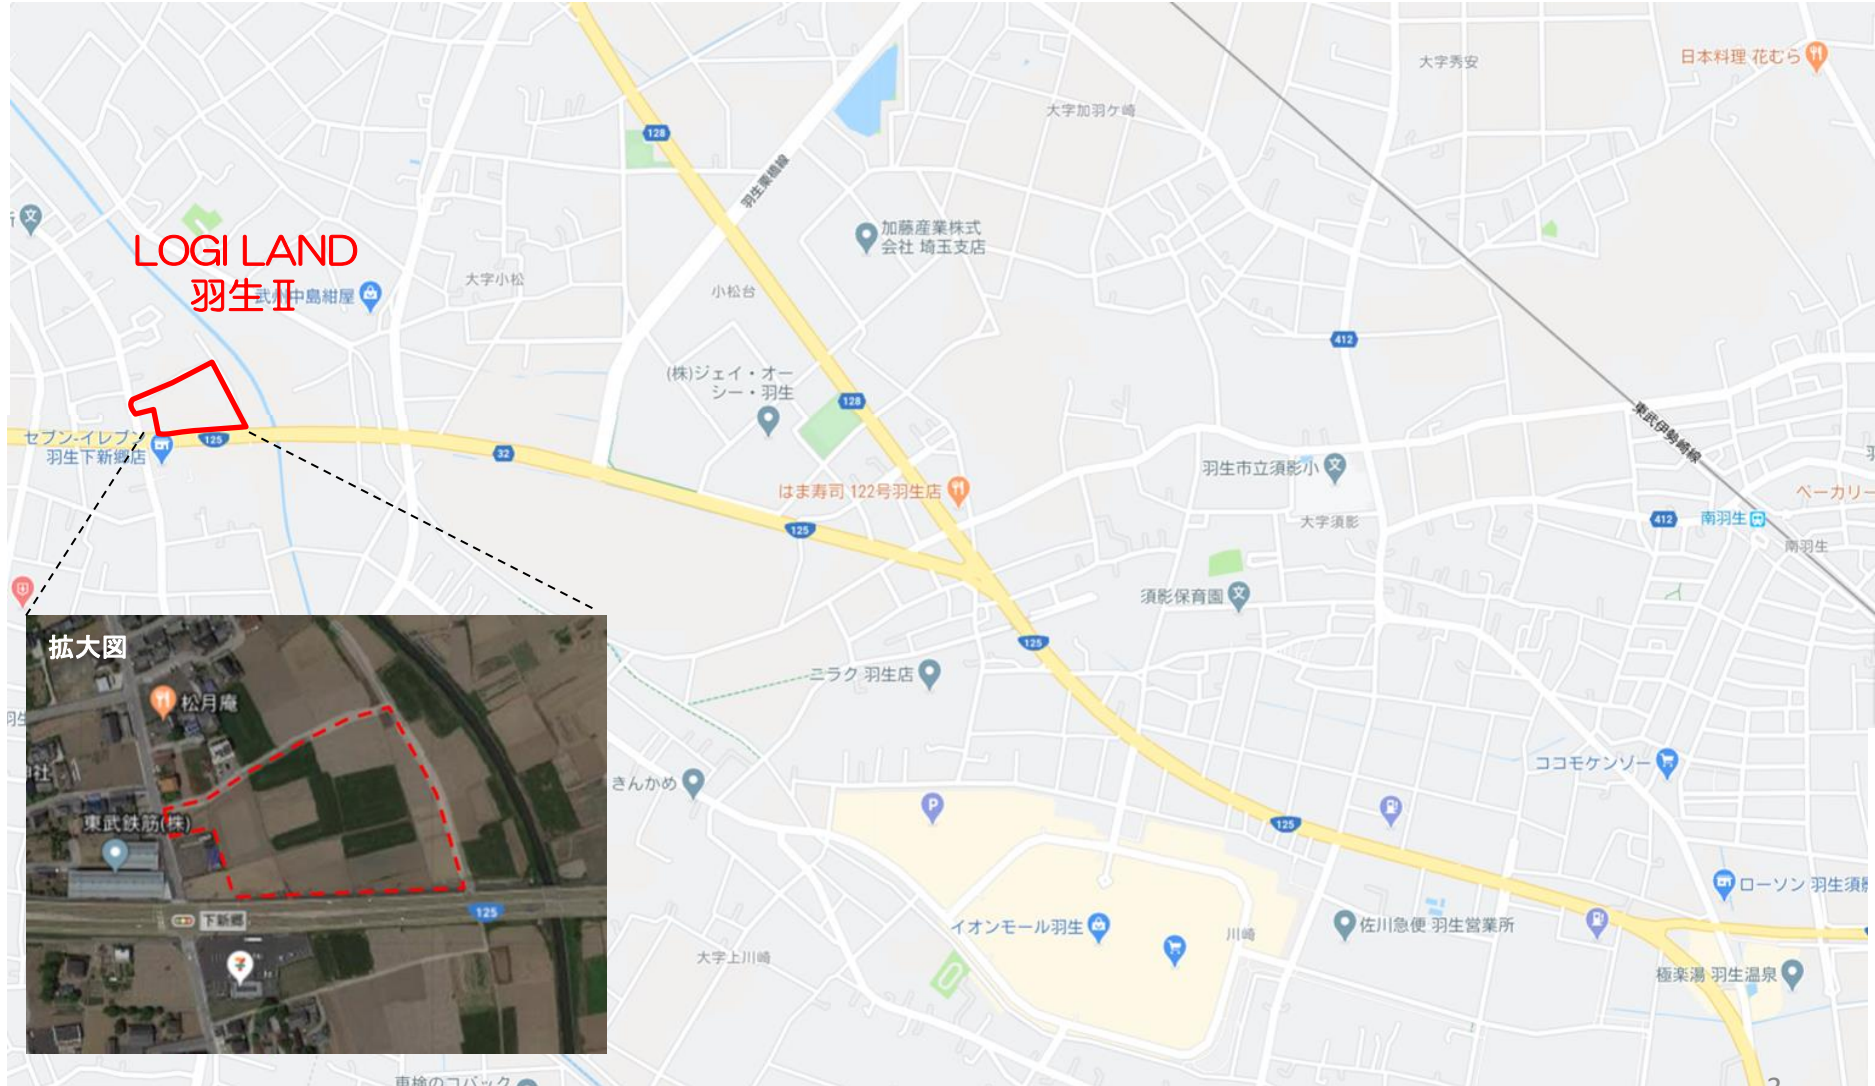 日本料理 花むら
大字秀安
大字加羽ケ崎
128
羽生栗橋線
加藤産業株式
会社 埼玉支店
LOGI LAND
羽生Ⅱ
武州中島紺屋
大字小松
小松台
412
(株)ジェイ・オー
シー・羽生
128
東武伊勢崎線
セブン-イレブン
羽生下新郷店
125
32
はま寿司 122号羽生店
羽生市立須影小
大字須影
ベーカリー
412
南羽生
南羽生
125
須影保育園
125
ニラク 羽生店
拡大図
松月庵
東武鉄筋(株)
下新郷
125
きんかめ
P
ココモケンゾー
125
イオンモール羽生
川崎
佐川急便 羽生営業所
ローソン 羽生須影
極楽湯 羽生温泉
大字上川崎
車検のコバック